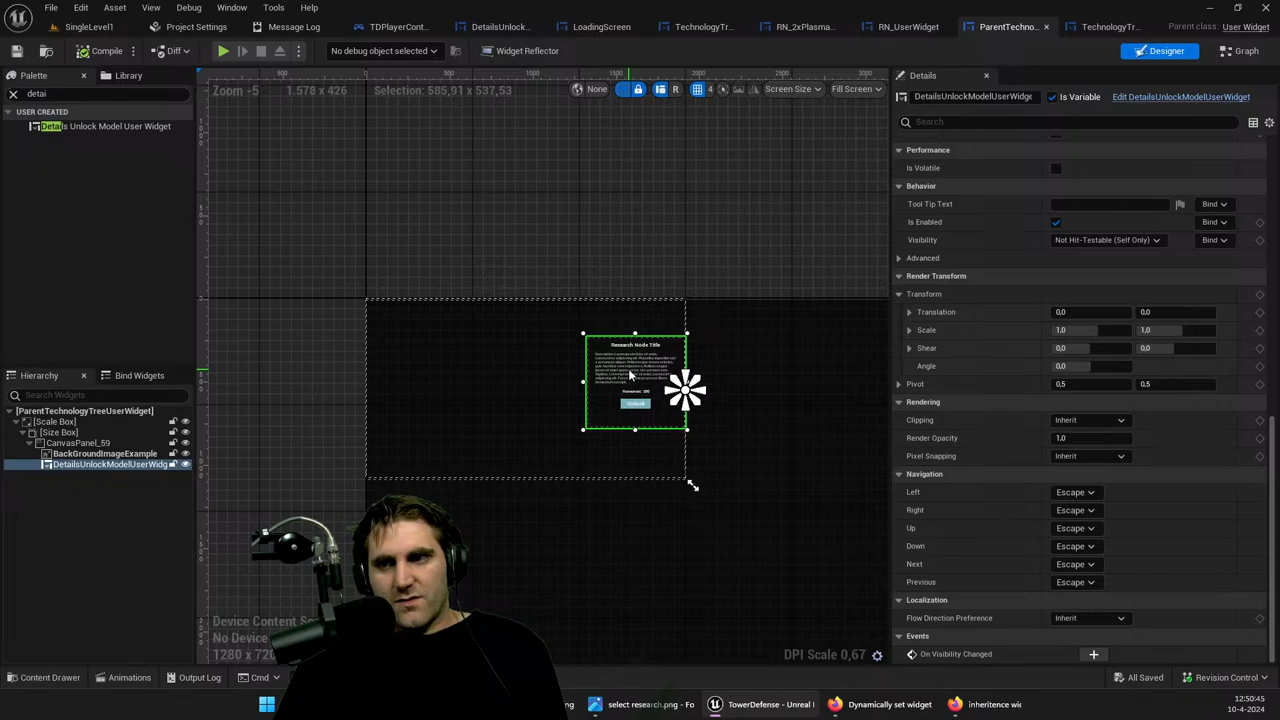 File Edit Asset View Debug Window Tools Help
SingleLevel1 Project Settings Message Log TDPlayerCont... DetailsUnlock... LoadingScreen TechnologyTr... RN_2xPlasma... RN_UserWidget ParentTechno... TechnologyTr... Parent class: User Widget
Compile Diff No debug object selected Widget Reflector Designer Graph
Palette Library
detai
USER CREATED
Details Unlock Model User Widget
Zoom -5 1.578 x 426 Selection: 585,91 x 537,53 None R 4 Screen Size Fill Screen
Research Node Title
Resources: 200
Unlock
Hierarchy Bind Widgets
Search Widgets
[ParentTechnologyTreeUserWidget]
[Scale Box]
[Size Box]
CanvasPanel_59
BackGroundImageExample
DetailsUnlockModelUserWidg
Device Content S
No Device
1280 x 720
DPI Scale 0,67
Details
DetailsUnlockModelUserWidge Is Variable Edit DetailsUnlockModelUserWidget
Search
Performance
Is Volatile
Behavior
Tool Tip Text Bind
Is Enabled Bind
Visibility Not Hit-Testable (Self Only) Bind
Advanced
Render Transform
Transform
Translation 0,0 0,0
Scale 1,0 1,0
Shear 0,0 0,0
Angle 0,0
Pivot 0,5 0,5
Rendering
Clipping Inherit
Render Opacity 1,0
Pixel Snapping Inherit
Navigation
Left Escape
Right Escape
Up Escape
Down Escape
Next Escape
Previous Escape
Localization
Flow Direction Preference Inherit
Events
On Visibility Changed
Content Drawer Animations Output Log Cmd All Saved Revision Control
select research.png - Fo TowerDefense - Unreal Dynamically set widget inheritence wid 12:50:45
10-4-2024